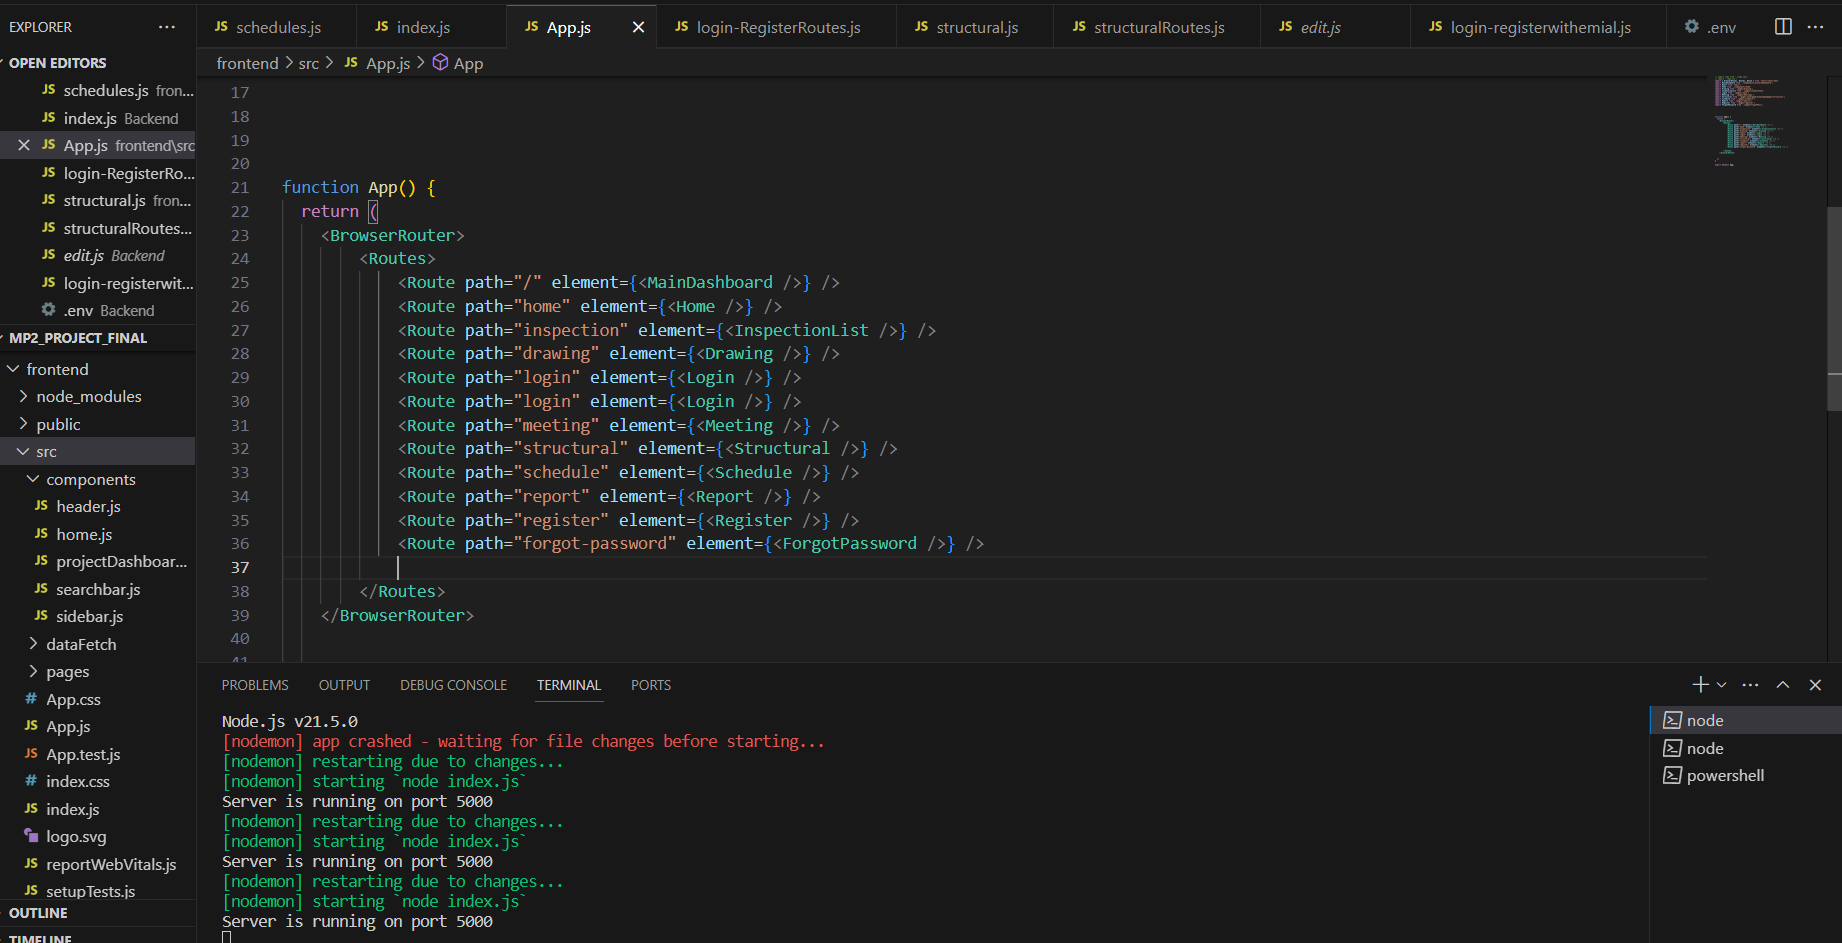 EXPLORER ···
OPEN EDITORS
JS schedules.js fron...
JS index.js Backend
JS App.js frontend\src
JS login-RegisterRo...
JS structural.js fron...
JS structuralRoutes...
JS edit.js Backend
JS login-registerwit...
.env Backend
MP2_PROJECT_FINAL
frontend
node_modules
public
src
components
JS header.js
JS home.js
JS projectDashboar...
JS searchbar.js
JS sidebar.js
dataFetch
pages
# App.css
JS App.js
JS App.test.js
# index.css
JS index.js
logo.svg
JS reportWebVitals.js
JS setupTests.js
OUTLINE
TIMELINE
JS schedules.js JS index.js JS App.js JS login-RegisterRoutes.js JS structural.js JS structuralRoutes.js JS edit.js JS login-registerwithemial.js .env ···
frontend > src > JS App.js > App
17
18
19
20
21 function App() {
22 return (
23 <BrowserRouter>
24 <Routes>
25 <Route path="/" element={<MainDashboard />} />
26 <Route path="home" element={<Home />} />
27 <Route path="inspection" element={<InspectionList />} />
28 <Route path="drawing" element={<Drawing />} />
29 <Route path="login" element={<Login />} />
30 <Route path="login" element={<Login />} />
31 <Route path="meeting" element={<Meeting />} />
32 <Route path="structural" element={<Structural />} />
33 <Route path="schedule" element={<Schedule />} />
34 <Route path="report" element={<Report />} />
35 <Route path="register" element={<Register />} />
36 <Route path="forgot-password" element={<ForgotPassword />} />
37
38 </Routes>
39 </BrowserRouter>
40
41
PROBLEMS OUTPUT DEBUG CONSOLE TERMINAL PORTS
Node.js v21.5.0
[nodemon] app crashed - waiting for file changes before starting...
[nodemon] restarting due to changes...
[nodemon] starting `node index.js`
Server is running on port 5000
[nodemon] restarting due to changes...
[nodemon] starting `node index.js`
Server is running on port 5000
[nodemon] restarting due to changes...
[nodemon] starting `node index.js`
Server is running on port 5000
node
node
powershell